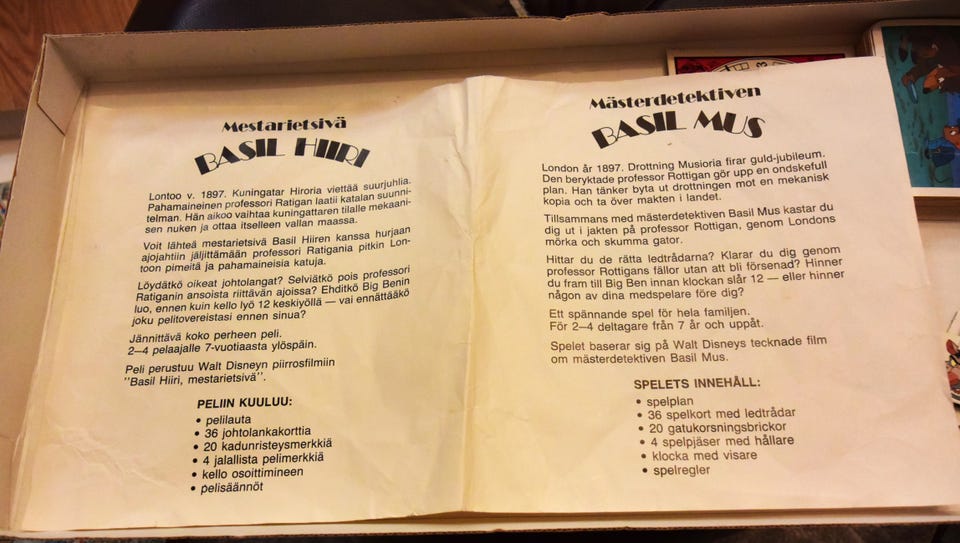 Mestarietsivä
BASIL HIIRI
Lontoo v. 1897. Kuningatar Hiroria viettää suurjuhlia.
Pahamaineinen professori Ratigan laatii katalan suunni-
telman. Hän aikoo vaihtaa kuningattaren tilalle mekaani-
sen nuken ja ottaa itselleen vallan maassa.
Voit lähteä mestarietsivä Basil Hiiren kanssa hurjaan
ajojahtiin jäljittämään professori Ratigania pitkin Lon-
toon pimeitä ja pahamaineisia katuja.
Löydätkö oikeat johtolangat? Selviätkö pois professori
Ratiganin ansoista riittävän ajoissa? Ehditkö Big Benin
luo, ennen kuin kello lyö 12 keskiyöllä — vai ennättääkö
joku pelitovereistasi ennen sinua?
Jännittävä koko perheen peli.
2–4 pelaajalle 7-vuotiaasta ylöspäin.
Peli perustuu Walt Disneyn piirrosfilmiin
"Basil Hiiri, mestarietsivä".
PELIIN KUULUU:
• pelilauta
• 36 johtolankakorttia
• 20 kadunristeysmerkkiä
• 4 jalallista pelimerkkiä
• kello osoittimineen
• pelisäännöt
Mästerdetektiven
BASIL MUS
London år 1897. Drottning Musioria firar guld-jubileum.
Den beryktade professor Rottigan gör upp en ondskefull
plan. Han tänker byta ut drottningen mot en mekanisk
kopia och ta över makten i landet.
Tillsammans med mästerdetektiven Basil Mus kastar du
dig ut i jakten på professor Rottigan, genom Londons
mörka och skumma gator.
Hittar du de rätta ledtrådarna? Klarar du dig genom
professor Rottigans fällor utan att bli försenad? Hinner
du fram till Big Ben innan klockan slår 12 — eller hinner
någon av dina medspelare före dig?
Ett spännande spel för hela familjen.
För 2–4 deltagare från 7 år och uppåt.
Spelet baserar sig på Walt Disneys tecknade film
om mästerdetektiven Basil Mus.
SPELETS INNEHÅLL:
• spelplan
• 36 spelkort med ledtrådar
• 20 gatukorsningsbrickor
• 4 spelpjäser med hållare
• klocka med visare
• spelregler